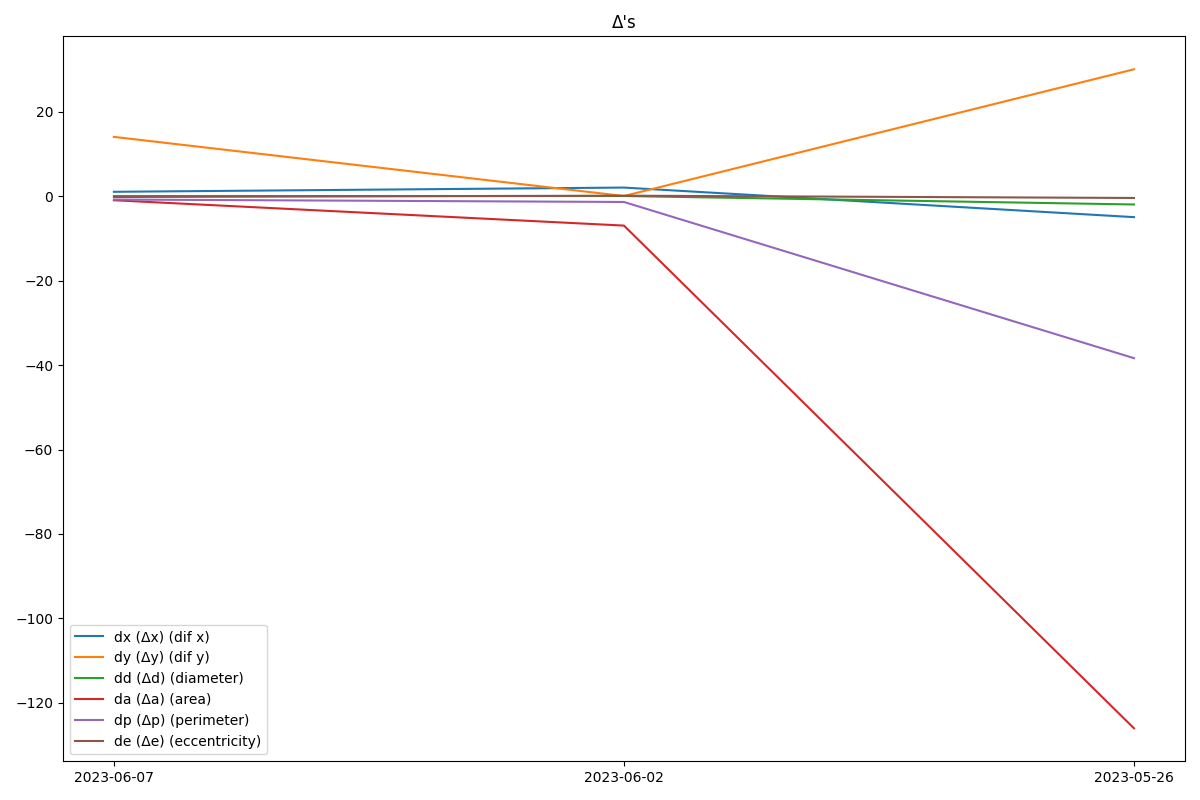 Δ's
20
0
−20
−40
−60
−80
−100
−120
dx (Δx) (dif x)
dy (Δy) (dif y)
dd (Δd) (diameter)
da (Δa) (area)
dp (Δp) (perimeter)
de (Δe) (eccentricity)
2023-06-07 2023-06-02 2023-05-26